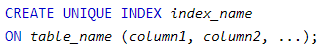 CREATE UNIQUE INDEX index_name
ON table_name (column1, column2, ...);